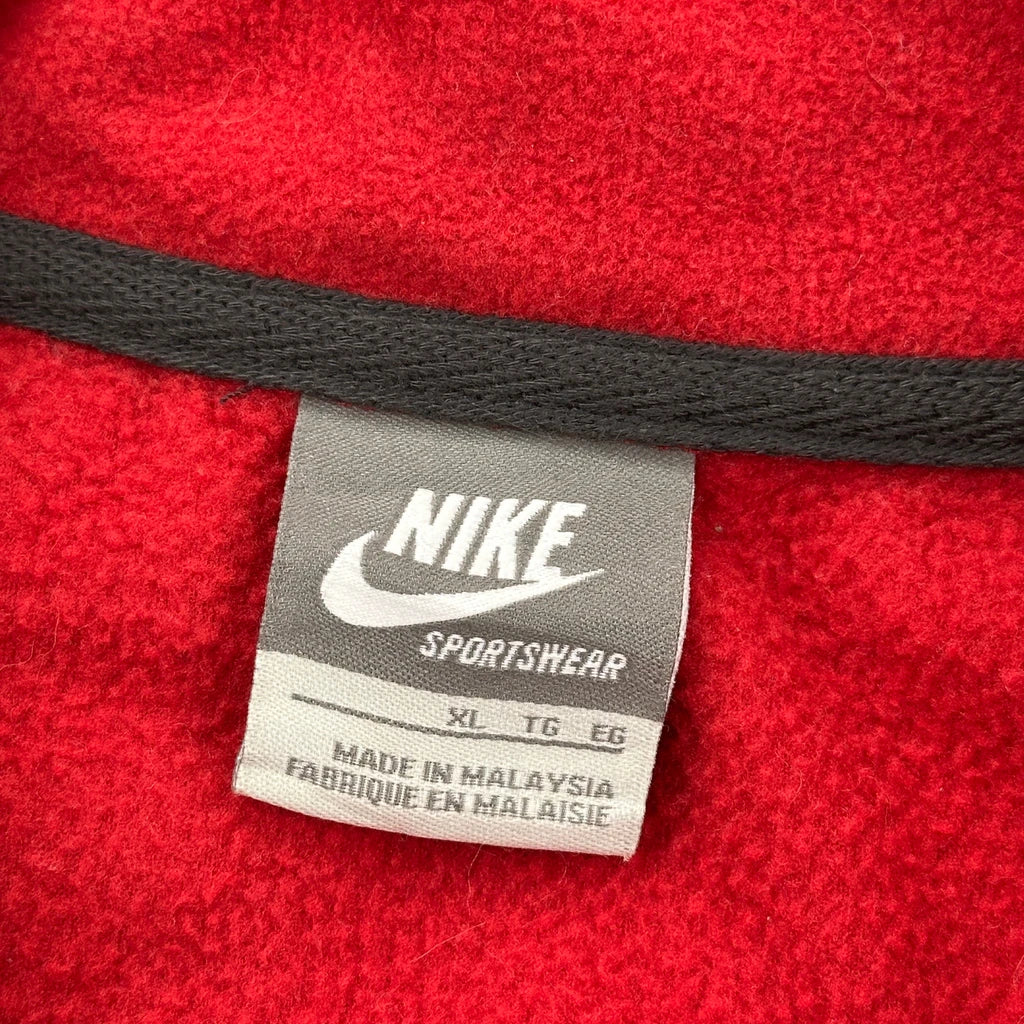 NIKE
SPORTSWEAR
XL TG EG
MADE IN MALAYSIA
FABRIQUE EN MALAISIE